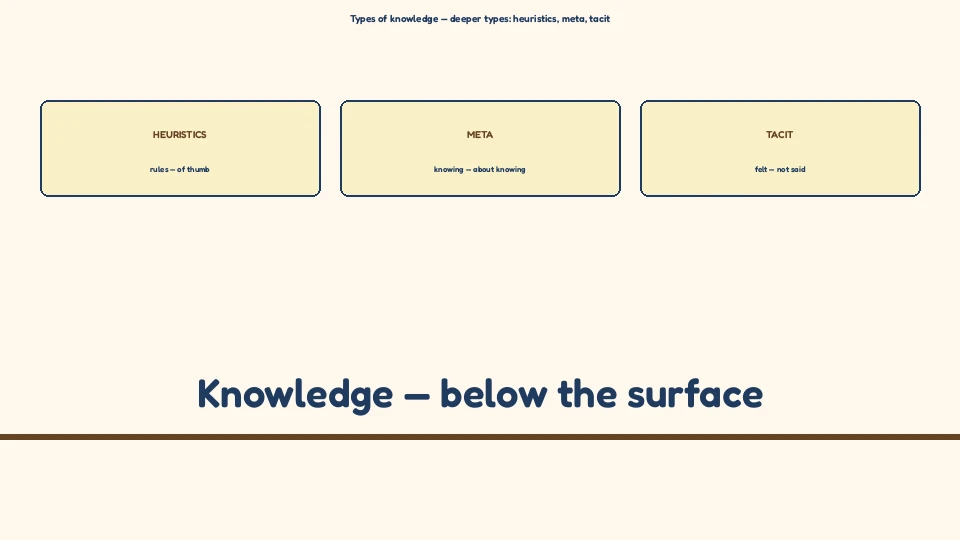 Types of knowledge — deeper types: heuristics, meta, tacit
HEURISTICS
rules — of thumb
META
knowing — about knowing
TACIT
felt — not said
Knowledge — below the surface